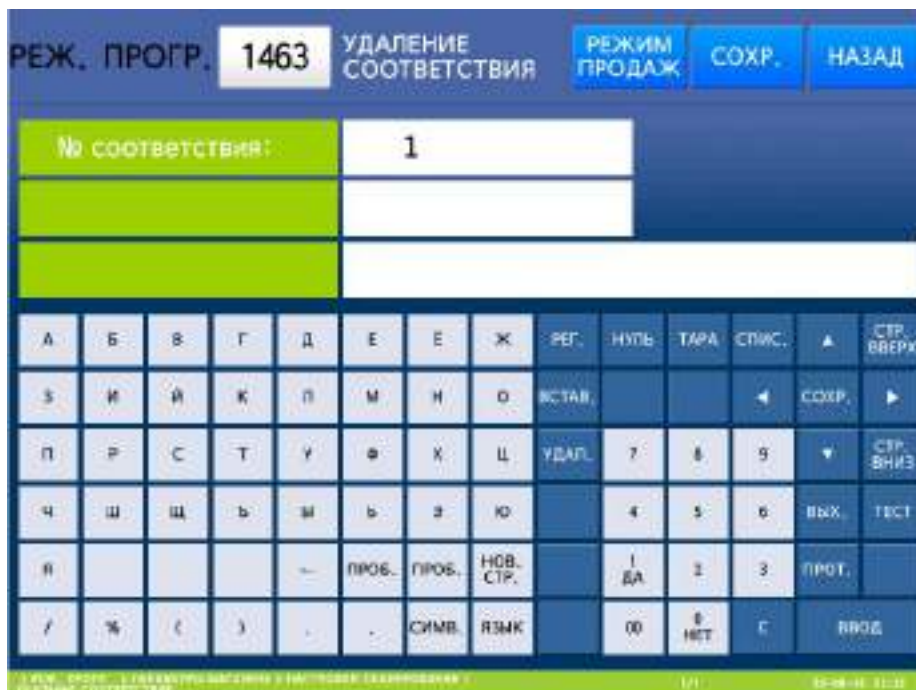 РЕЖ. ПРОГР. 1463 УДАЛЕНИЕ СООТВЕТСТВИЯ РЕЖИМ ПРОДАЖ СОХР. НАЗАД
№ соответствия: 1
А Б В Г Д Е Ё Ж РЕГ. НУЛЬ ТАРА СПИС. ▲ СТР. ВВЕРХ
З И Й К Л М Н О ВСТАВ. ◀ СОХР. ▶
П Р С Т У Ф Х Ц УДАЛ. 7 8 9 ▼ СТР. ВНИЗ
Ч Ш Щ Ъ Ы Ь Э Ю 4 5 6 ВЫХ. ТЕСТ
Я ПРОБ. ПРОБ. НОВ. СТР. 1 ДА 2 3 ПРОТ.
/ % ( ) . СИМВ. ЯЗЫК 00 0 НЕТ С ВВОД
1/1